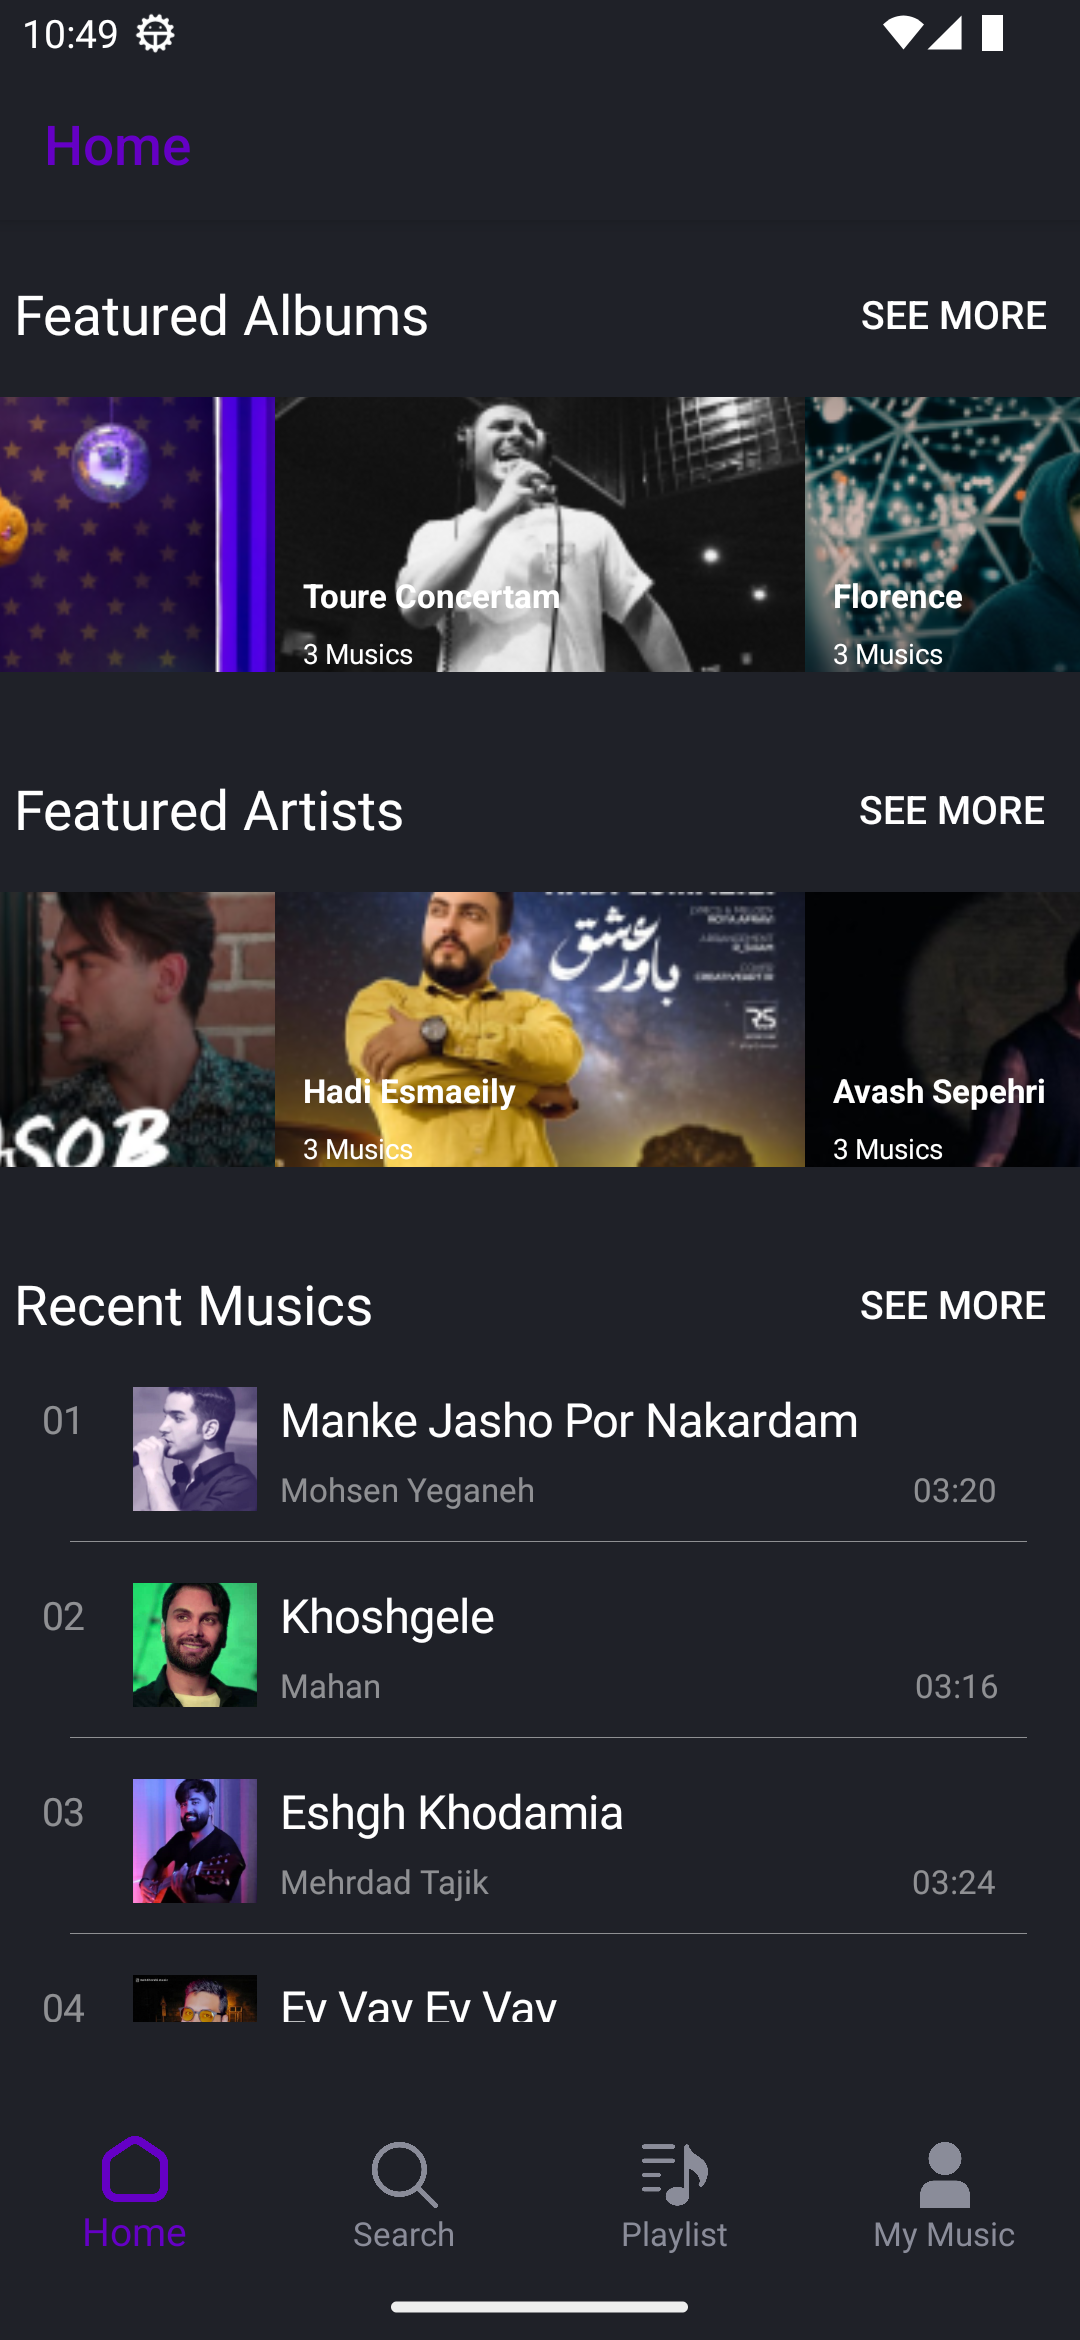 10:49
Home
Featured Albums
SEE MORE
Toure Concertam
3 Musics
Florence
3 Musics
Featured Artists
SEE MORE
SOB
باور عشق
RS
Hadi Esmaeily
3 Musics
Avash Sepehri
3 Musics
Recent Musics
SEE MORE
01
Manke Jasho Por Nakardam
Mohsen Yeganeh
03:20
02
Khoshgele
Mahan
03:16
03
Eshgh Khodamia
Mehrdad Tajik
03:24
04
Ey Vay Ey Vay
Home
Search
Playlist
My Music